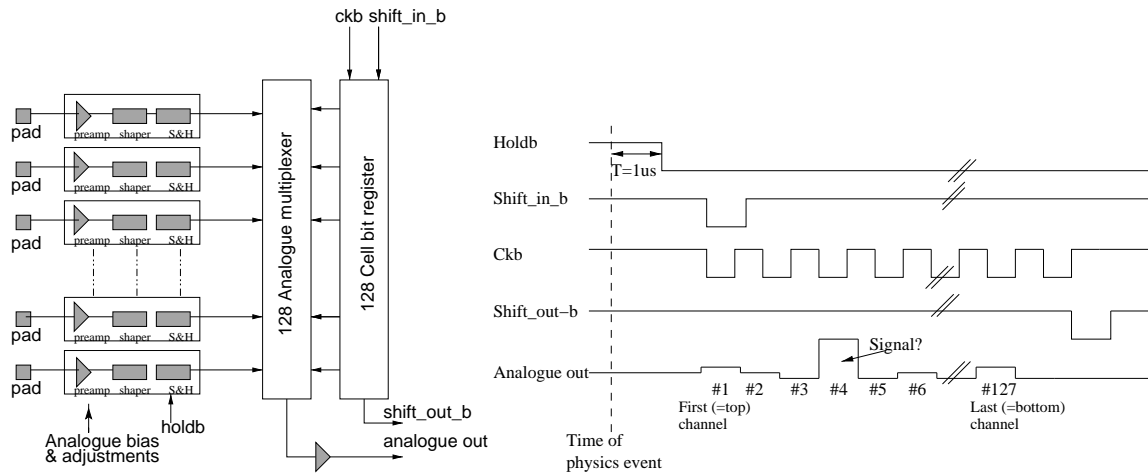 ckb shift_in_b
pad
preamp shaper S&H
pad
preamp shaper S&H
pad
preamp shaper S&H
pad
preamp shaper S&H
pad
preamp shaper S&H
128 Analogue multiplexer
128 Cell bit register
holdb
Analogue bias
& adjustments
shift_out_b
analogue out
Holdb
T=1us
Shift_in_b
Ckb
Shift_out-b
Signal?
Analogue out
#1 #2 #3 #4 #5 #6 #127
First (=top)
channel
Last (=bottom)
channel
Time of
physics event